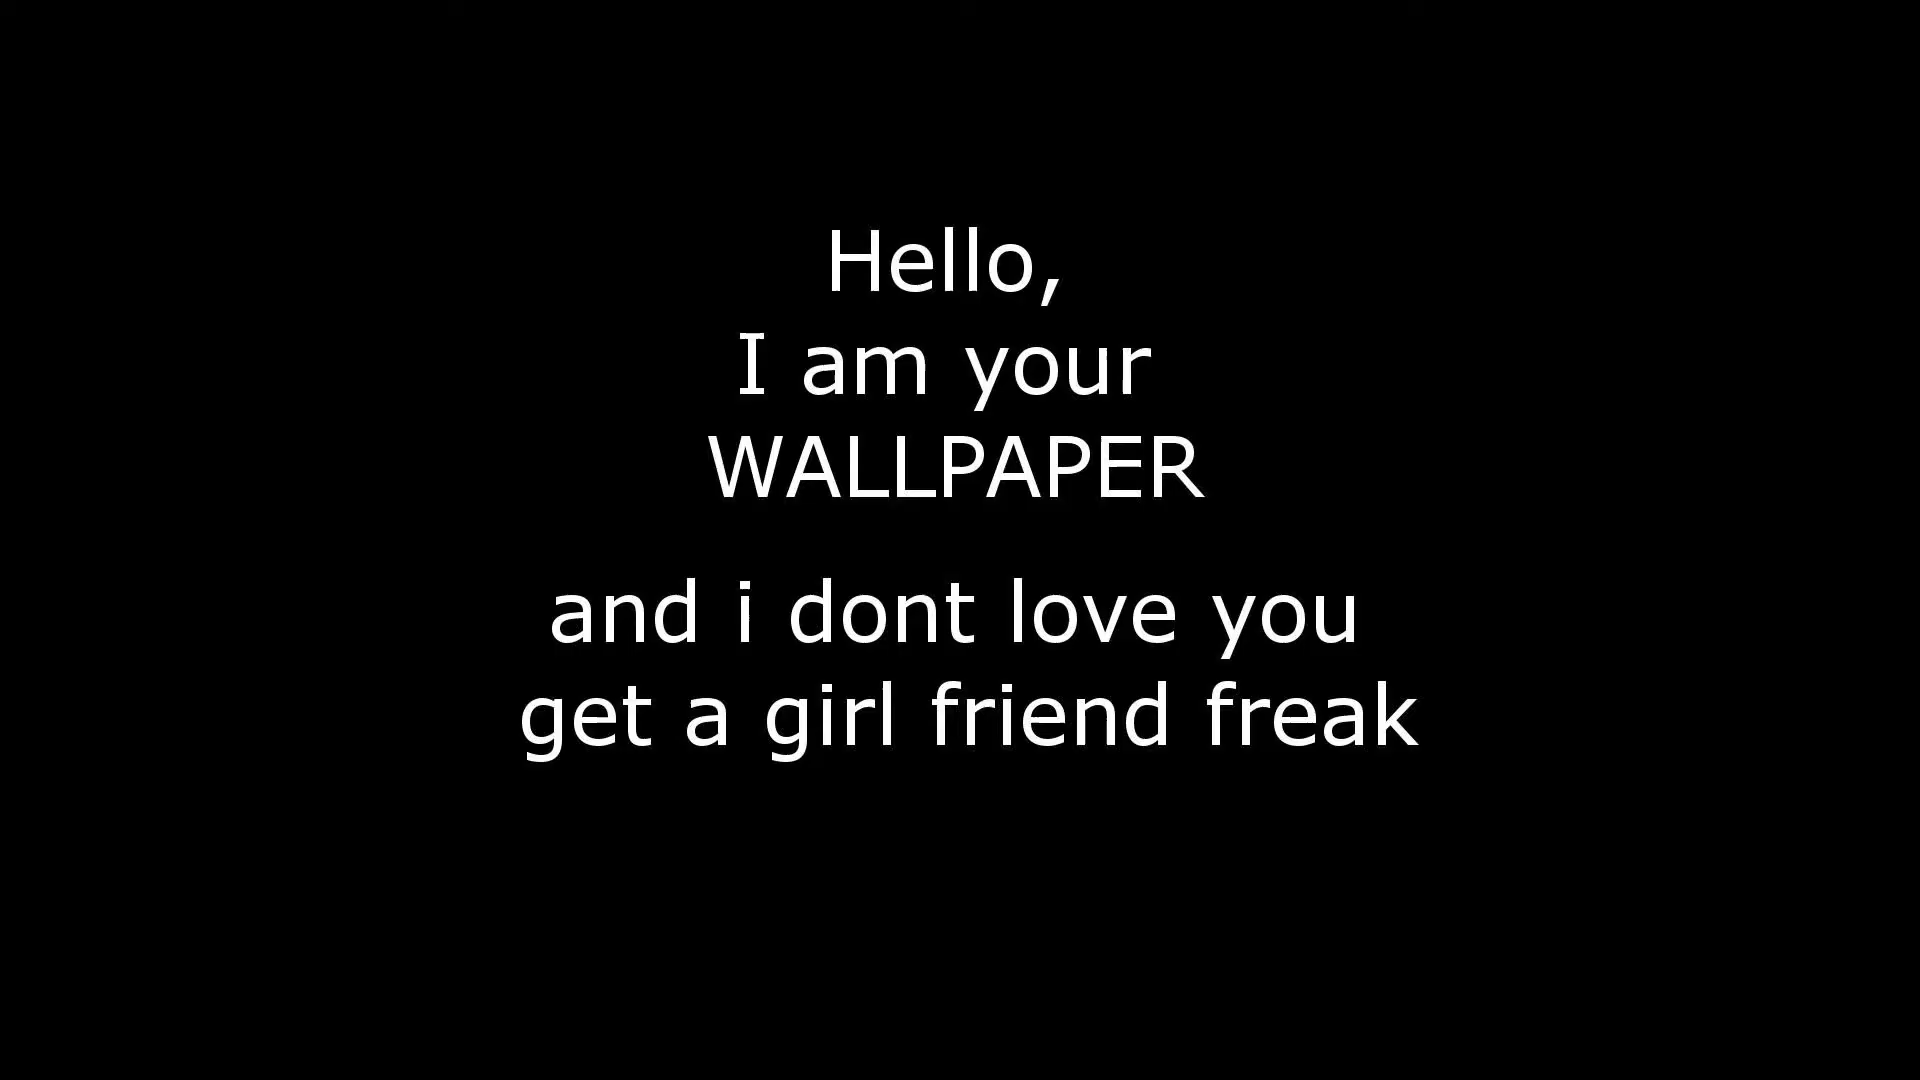 Hello,
I am your
WALLPAPER
and i dont love you
get a girl friend freak